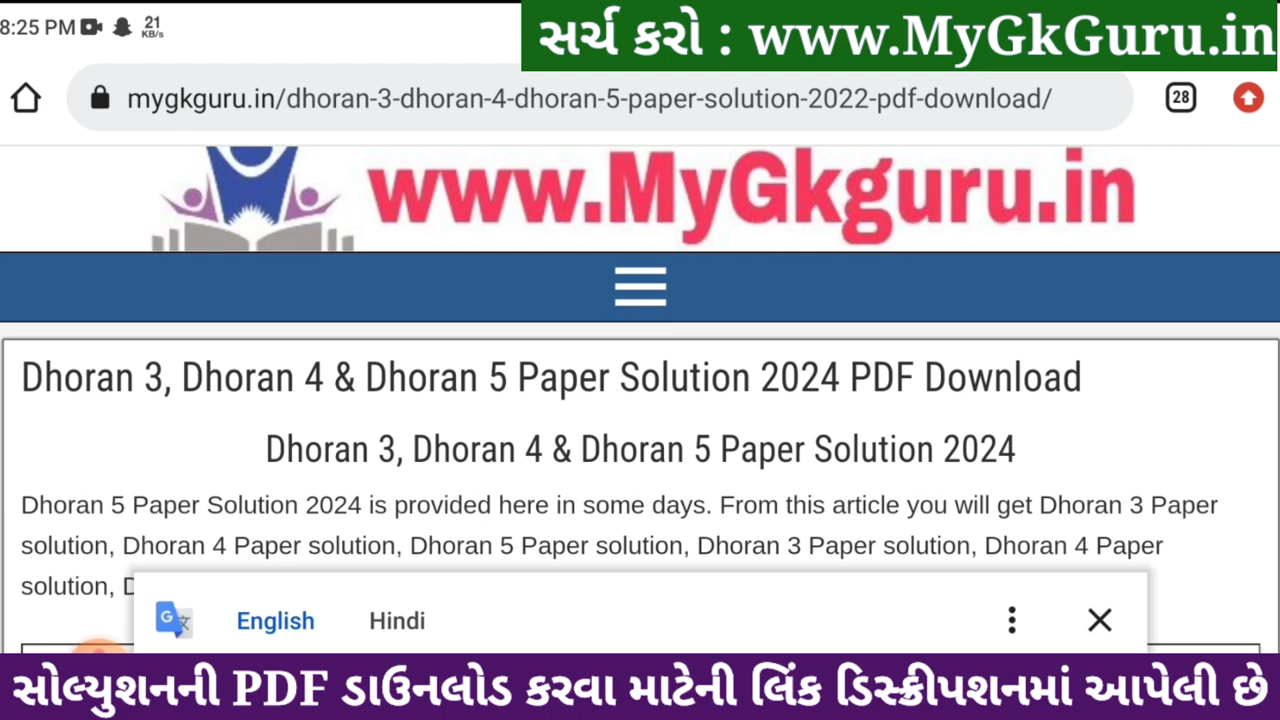 8:25 PM 21 KB/s
સર્ચ કરો : www.MyGkGuru.in
mygkguru.in/dhoran-3-dhoran-4-dhoran-5-paper-solution-2022-pdf-download/ 28
www.MyGkguru.in
Dhoran 3, Dhoran 4 & Dhoran 5 Paper Solution 2024 PDF Download
Dhoran 3, Dhoran 4 & Dhoran 5 Paper Solution 2024
Dhoran 5 Paper Solution 2024 is provided here in some days. From this article you will get Dhoran 3 Paper
solution, Dhoran 4 Paper solution, Dhoran 5 Paper solution, Dhoran 3 Paper solution, Dhoran 4 Paper
solution,
English Hindi
સોલ્યુશનની PDF ડાઉનલોડ કરવા માટેની લિંક ડિસ્ક્રીપશનમાં આપેલી છે